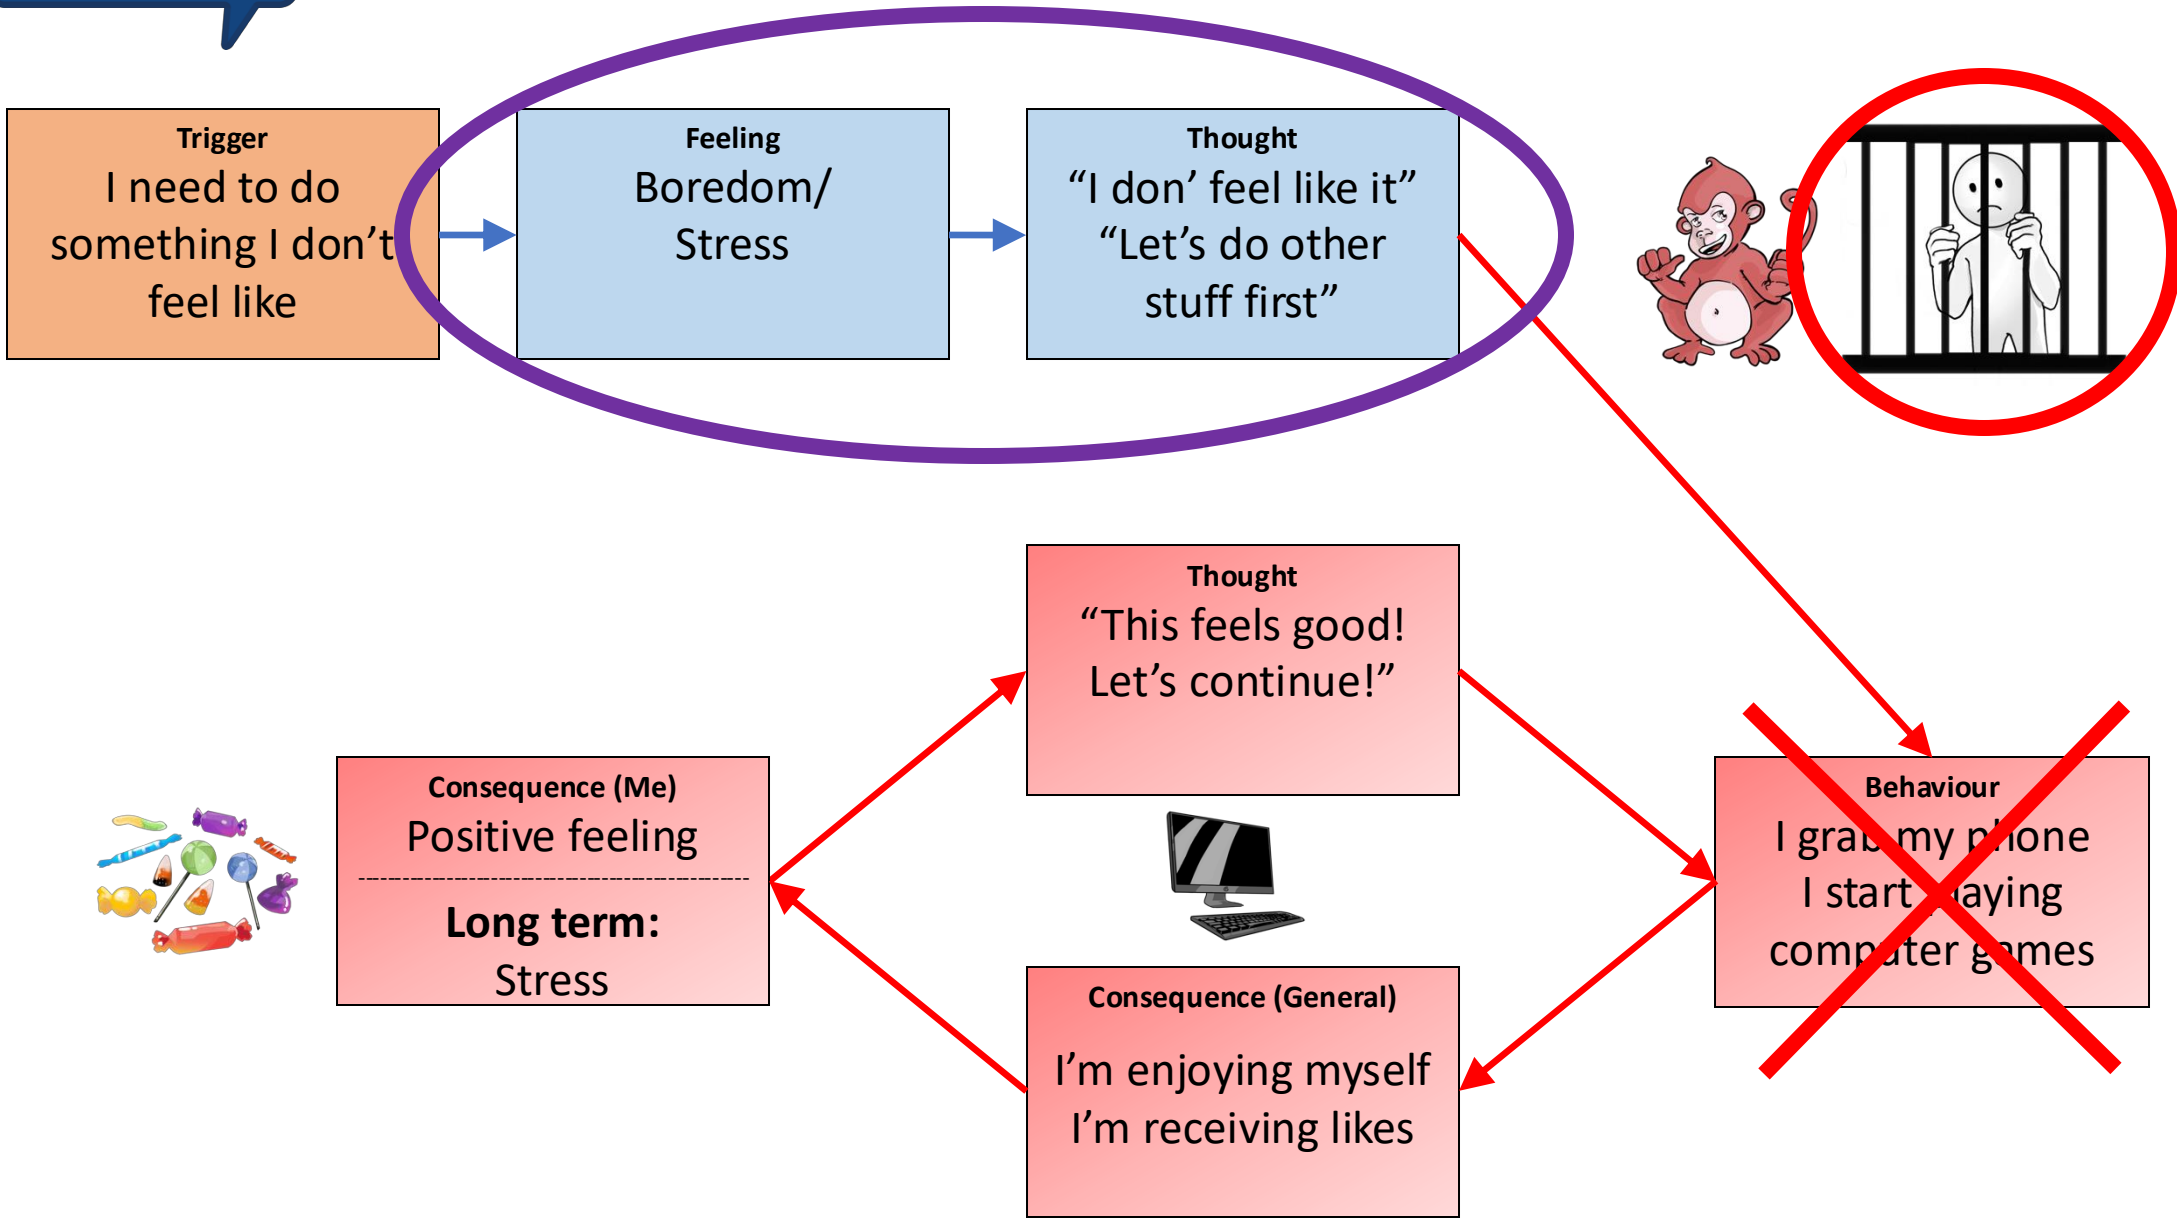 Trigger
I need to do
something I don’t
feel like
Feeling
Boredom/
Stress
Thought
“I don’ feel like it”
“Let’s do other
stuff first”
Thought
“This feels good!
Let’s continue!”
Consequence (Me)
Positive feeling
Long term:
Stress
Behaviour
I grab my phone
I start playing
computer games
Consequence (General)
I’m enjoying myself
I’m receiving likes